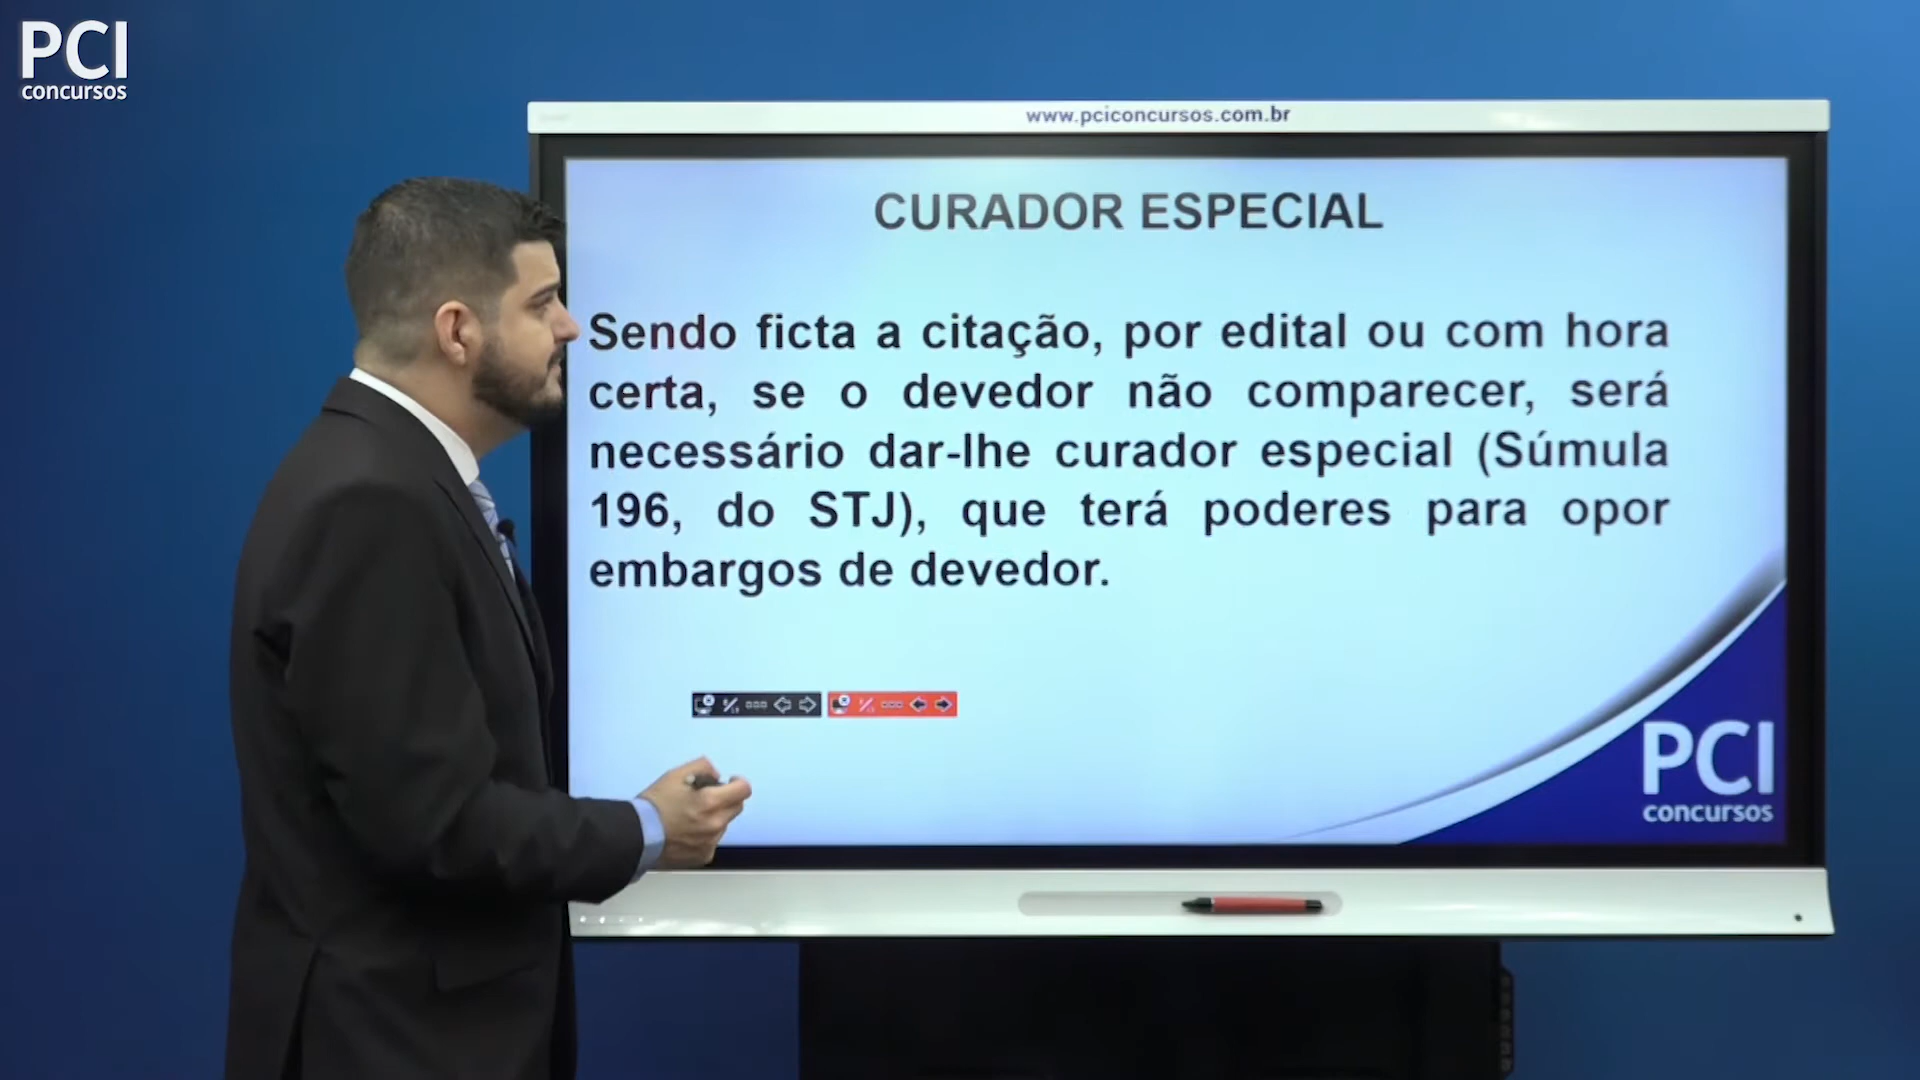 PCI
concursos
www.pciconcursos.com.br
CURADOR ESPECIAL
Sendo ficta a citação, por edital ou com hora
certa, se o devedor não comparecer, será
necessário dar-lhe curador especial (Súmula
196, do STJ), que terá poderes para opor
embargos de devedor.
PCI
concursos